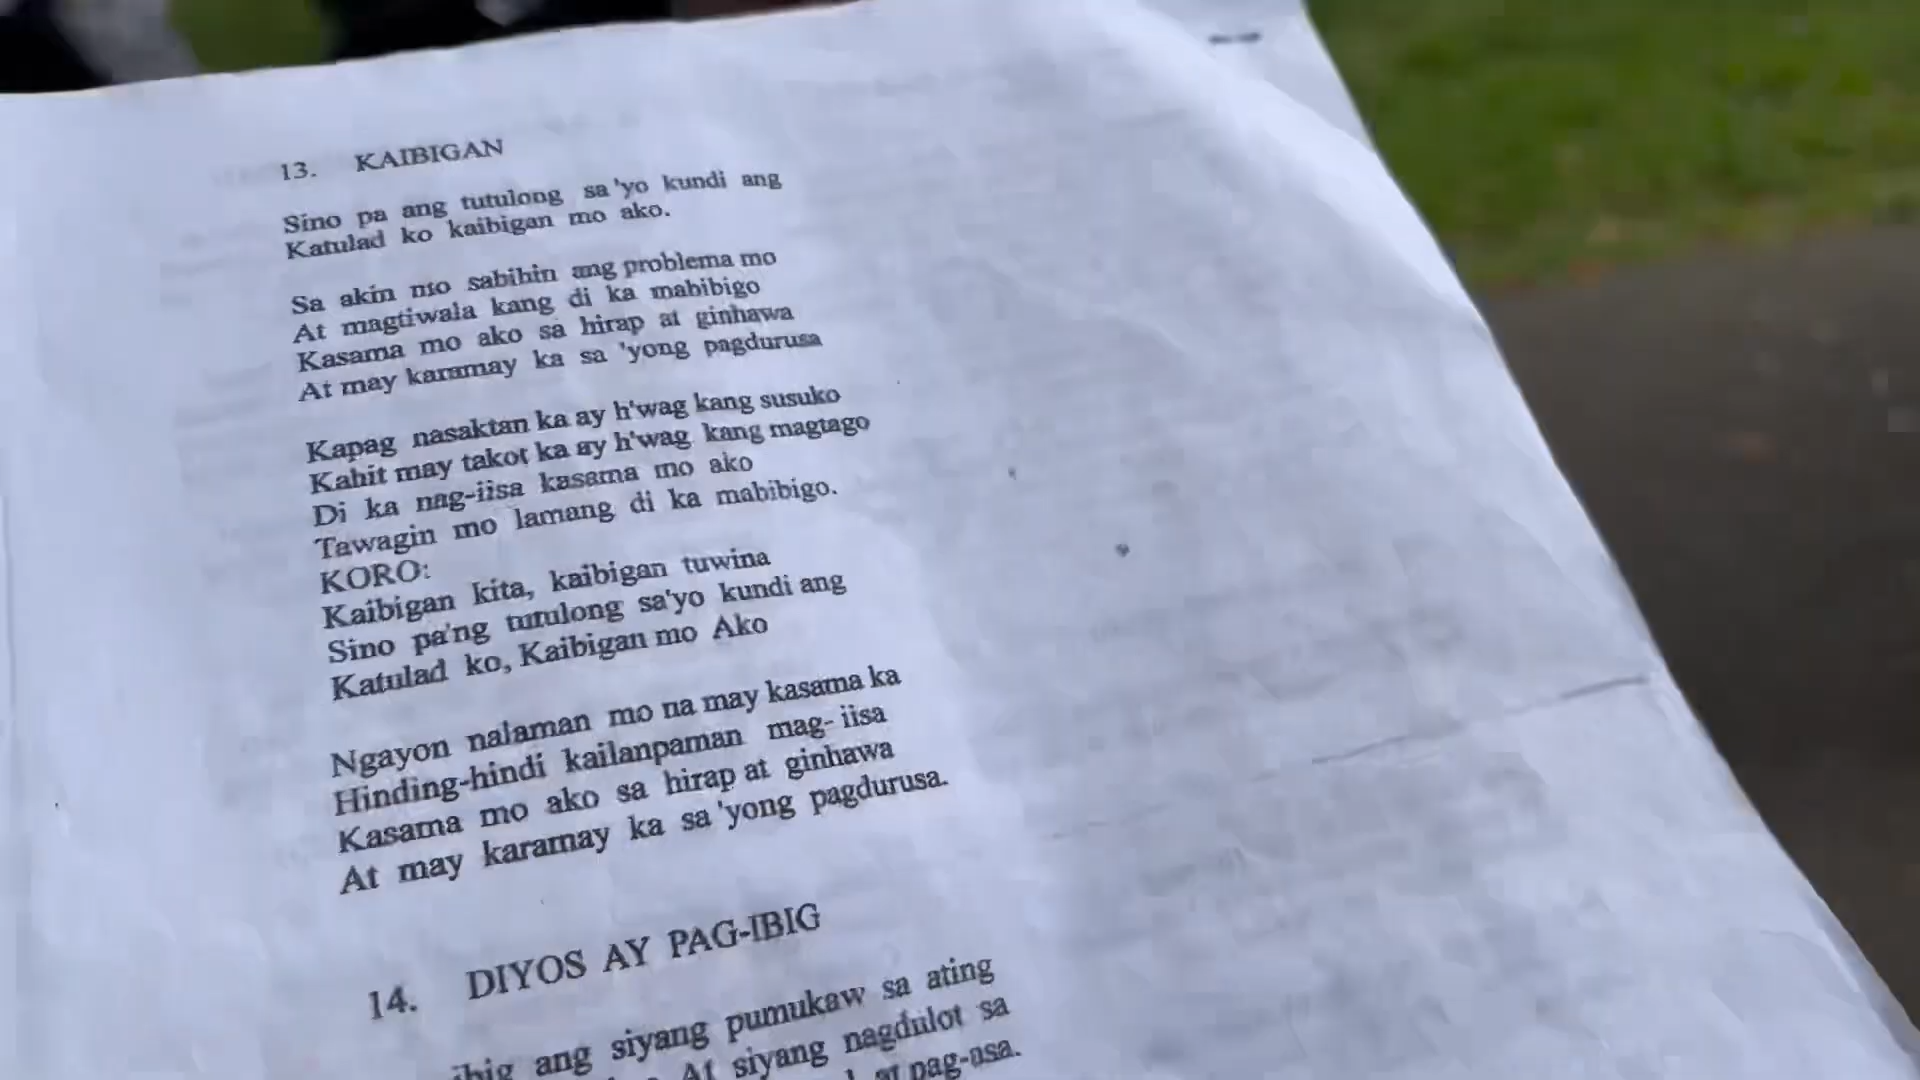 13. KAIBIGAN
Sino pa ang tutulong sa'yo kundi ang
Katulad ko kaibigan mo ako.
Sa akin mo sabihin ang problema mo
At magtiwala kang di ka mabibigo
Kasama mo ako sa hirap at ginhawa
At may karamay ka sa 'yong pagdurusa
Kapag nasaktan ka ay h'wag kang susuko
Kahit may takot ka ay h'wag kang magtago
Di ka nag-iisa kasama mo ako
Tawagin mo lamang di ka mabibigo.
KORO:
Kaibigan kita, kaibigan tuwina
Sino pa'ng tutulong sa'yo kundi ang
Katulad ko, Kaibigan mo Ako
Ngayon nalaman mo na may kasama ka
Hinding-hindi kailanpaman mag-iisa
Kasama mo ako sa hirap at ginhawa
At may karamay ka sa 'yong pagdurusa.
14. DIYOS AY PAG-IBIG
ang siyang pumukaw sa ating
At siyang nagdulot sa
at pag-asa.